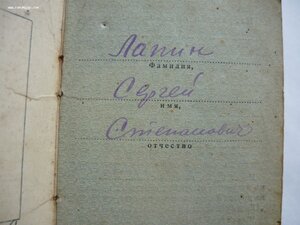 Лапин
Фамилия,
Сергей
имя,
Степанович
отчество